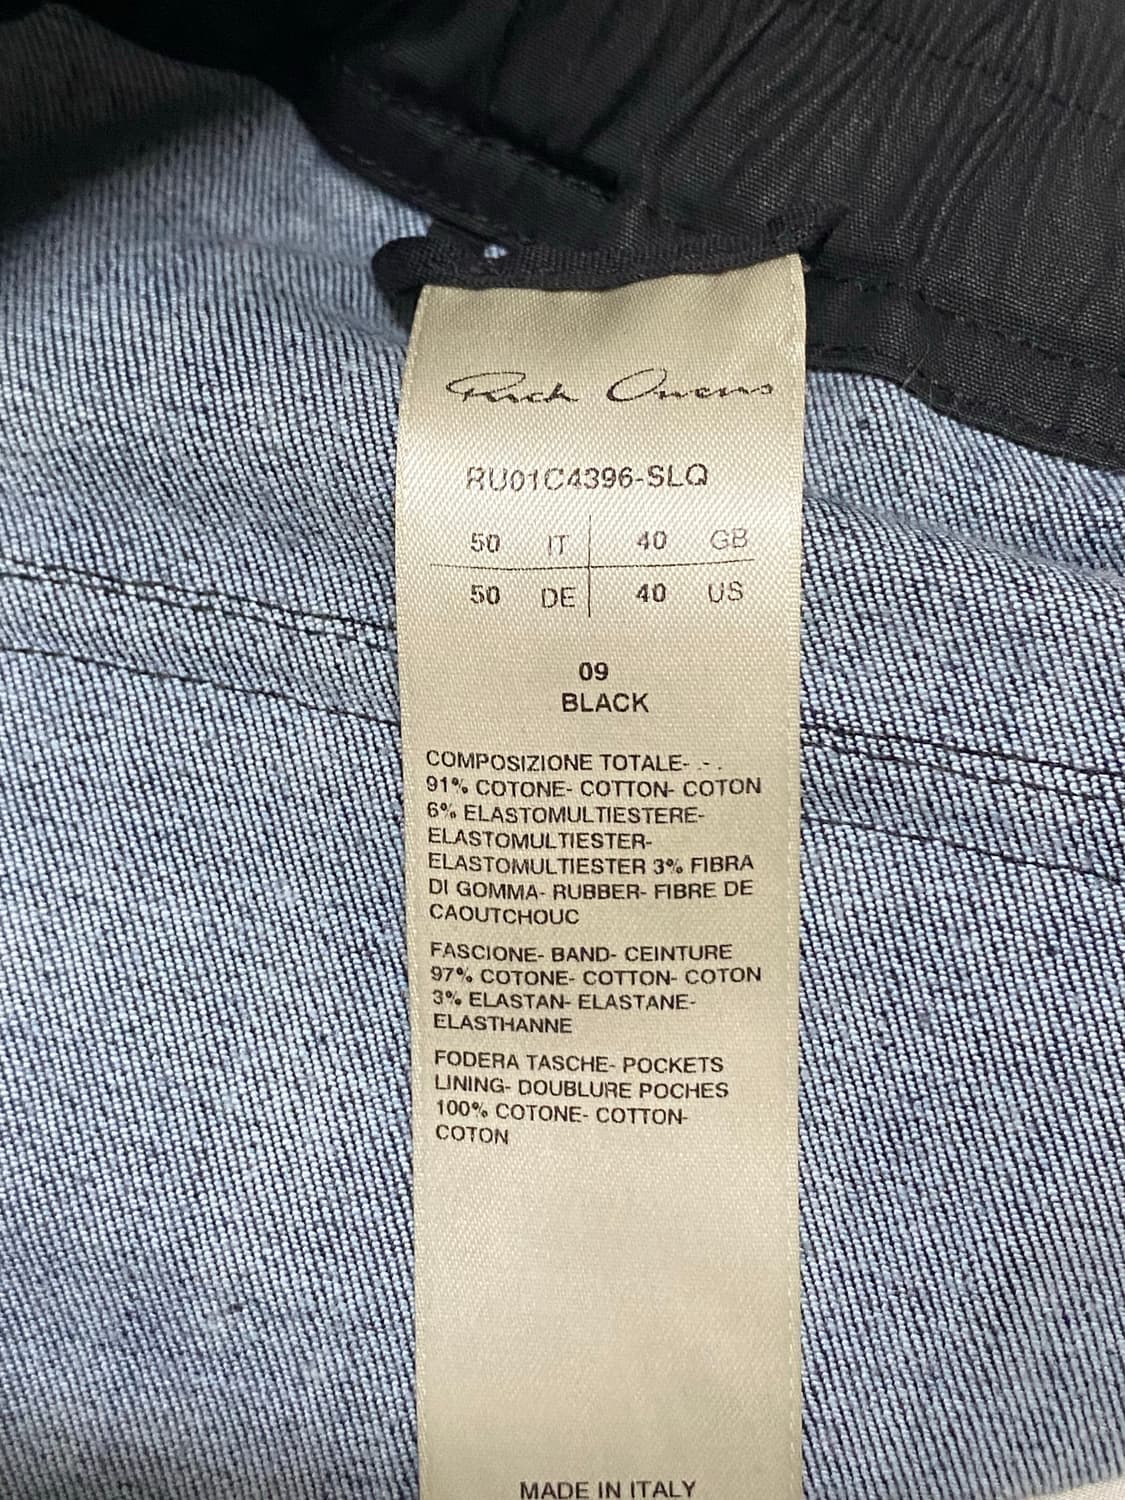 Rick Owens
RU01C4396-SLQ
50 IT 40 GB
50 DE 40 US
09
BLACK
COMPOSIZIONE TOTALE- - - .
91% COTONE- COTTON- COTON
6% ELASTOMULTIESTERE-
ELASTOMULTIESTER-
ELASTOMULTIESTER 3% FIBRA
DI GOMMA- RUBBER- FIBRE DE
CAOUTCHOUC
FASCIONE- BAND- CEINTURE
97% COTONE- COTTON- COTON
3% ELASTAN- ELASTANE-
ELASTHANNE
FODERA TASCHE- POCKETS
LINING- DOUBLURE POCHES
100% COTONE- COTTON-
COTON
MADE IN ITALY